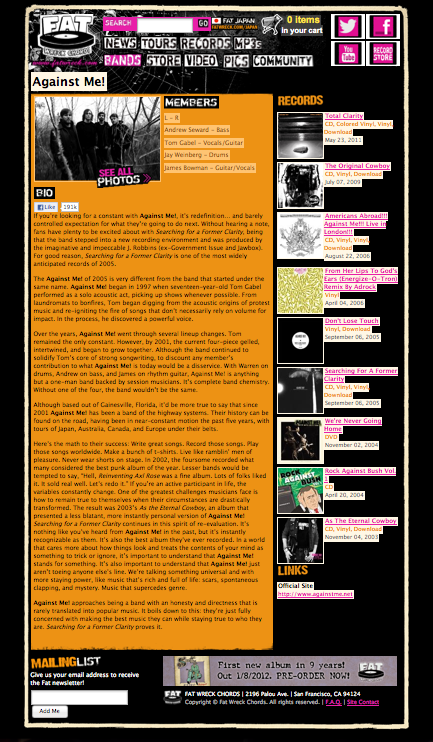 FAT
WRECK CHORDS
www.fatwreck.com
SEARCH GO
FAT JAPAN:
FATWRECK.COM/JAPAN
0 items
in your cart
NEWS TOURS RECORDS MP3s
BANDS STORE VIDEO PICS COMMUNITY
You Tube
RECORD STORE
Against Me!
SEE ALL PHOTOS
MEMBERS
L - R
Andrew Seward - Bass
Tom Gabel - Vocals/Guitar
Jay Weinberg - Drums
James Bowman - Guitar/Vocals
BIO
Like 191k
If you're looking for a constant with Against Me!, it's redefinition... and barely
controlled expectation for what they're going to do next. Without hearing a note,
fans have plenty to be excited about with Searching for a Former Clarity, being
that the band stepped into a new recording environment and was produced by
the imaginative and impeccable J. Robbins (ex-Government Issue and Jawbox).
For good reason, Searching for a Former Clarity is one of the most widely
anticipated records of 2005.
The Against Me! of 2005 is very different from the band that started under the
same name. Against Me! began in 1997 when seventeen-year-old Tom Gabel
performed as a solo acoustic act, picking up shows whenever possible. From
laundromats to bonfires, Tom began digging from the acoustic origins of protest
music and re-igniting the fire of songs that don't necessarily rely on volume for
impact. In the process, he discovered a powerful voice.
Over the years, Against Me! went through several lineup changes. Tom
remained the only constant. However, by 2001, the current four-piece gelled,
intertwined, and began to grow together. Although the band continued to
solidify Tom's core of strong songwriting, to discount any member's
contribution to what Against Me! is today would be a disservice. With Warren on
drums, Andrew on bass, and James on rhythm guitar, Against Me! is anything
but a one-man band backed by session musicians. It's complete band chemistry.
Without one of the four, the band wouldn't be the same.
Although based out of Gainesville, Florida, it'd be more true to say that since
2001 Against Me! has been a band of the highway systems. Their history can be
found on the road, having been in near-constant motion the past five years, with
tours of Japan, Australia, Canada, and Europe under their belts.
Here's the math to their success: Write great songs. Record those songs. Play
those songs worldwide. Make a bunch of t-shirts. Live like ramblin' men of
pleasure. Never wear shorts on stage. In 2002, the foursome recorded what
many considered the best punk album of the year. Lesser bands would be
tempted to say, "Hell, Reinventing Axl Rose was a fine album. Lots of folks liked
it. It sold real well. Let's redo it." If you're an active participant in life, the
variables constantly change. One of the greatest challenges musicians face is
how to remain true to themselves when their circumstances are drastically
transformed. The result was 2003's As the Eternal Cowboy, an album that
presented a less blatant, more instantly personal version of Against Me!
Searching for a Former Clarity continues in this spirit of re-evaluation. It's
nothing like you've heard from Against Me! in the past, but it's instantly
recognizable as them. It's also the best album they've ever recorded. In a world
that cares more about how things look and treats the contents of your mind as
something to trick or ignore, it's important to understand that Against Me!
stands for something. It's also important to understand that Against Me! just
aren't toeing anyone else's line. We're talking something universal and with
more staying power, like music that's rich and full of life: scars, spontaneous
clapping, and mystery. Music that supercedes genre.
Against Me! approaches being a band with an honesty and directness that is
rarely translated into popular music. It boils down to this: they're just fully
concerned with making the best music they can while staying true to who they
are. Searching for a Former Clarity proves it.
RECORDS
Total Clarity
CD, Colored Vinyl, Vinyl,
Download
May 23, 2011
The Original Cowboy
CD, Vinyl, Download
July 07, 2009
Americans Abroad!!!
Against Me!!! Live in
London!!!
CD, Vinyl, Vinyl,
Download
August 22, 2006
From Her Lips To God's
Ears (Energize-O-Tron)
Remix By Adrock
Vinyl
April 04, 2006
Don't Lose Touch
Vinyl, Download
September 06, 2005
Searching For A Former
Clarity
CD, Vinyl, Vinyl,
Download
September 06, 2005
We're Never Going
Home
DVD
November 02, 2004
Rock Against Bush Vol.
1
CD
April 20, 2004
As The Eternal Cowboy
CD, Vinyl, Download
November 04, 2003
LINKS
Official Site
http://www.againstme.net
MAILINGLIST
Give us your email address to receive
the Fat newsletter!
Add Me
First new album in 9 years!
Out 1/8/2012. PRE-ORDER NOW!
FAT
FAT WRECK CHORDS | 2196 Palou Ave. | San Francisco, CA 94124
Copyright © Fat Wreck Chords. All rights reserved. | F.A.Q. | Site Contact